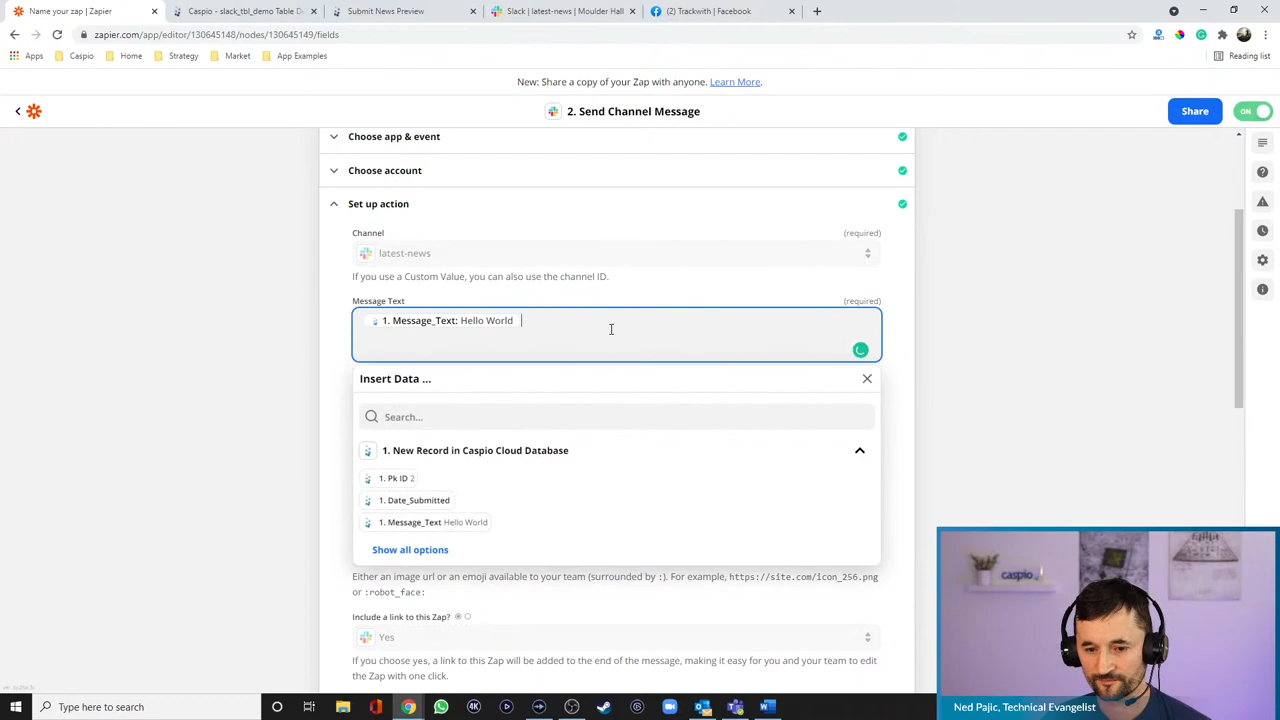 Name your zap | Zapier
Caspio - slack_tbl_demo Table De
Submit News Preview
Slack | latest-news | Moulder Hall
(2) Trackwith | Facebook
zapier.com/app/editor/130645148/nodes/130645149/fields
Apps
Caspio
Home
Strategy
Market
App Examples
Reading list
New: Share a copy of your Zap with anyone. Learn More.
2. Send Channel Message
Share
ON
Choose app & event
Choose account
Set up action
Channel
(required)
latest-news
If you use a Custom Value, you can also use the channel ID.
Message Text
(required)
1. Message_Text: Hello World
Insert Data ...
Search...
1. New Record in Caspio Cloud Database
1. Pk ID 2
1. Date_Submitted
1. Message_Text Hello World
Show all options
Either an image url or an emoji available to your team (surrounded by :). For example, https://site.com/icon_256.png
or :robot_face:
Include a link to this Zap?
Yes
If you choose yes, a link to this Zap will be added to the end of the message, making it easy for you and your team to edit
the Zap with one click.
caspio
Ned Pajic, Technical Evangelist
Type here to search
4K